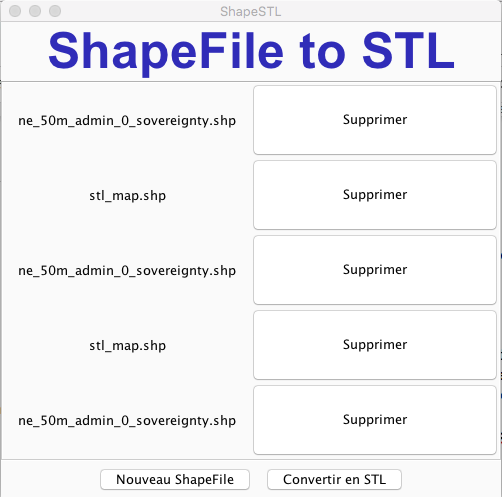 ShapeSTL
ShapeFile to STL
ne_50m_admin_0_sovereignty.shp Supprimer
stl_map.shp Supprimer
ne_50m_admin_0_sovereignty.shp Supprimer
stl_map.shp Supprimer
ne_50m_admin_0_sovereignty.shp Supprimer
Nouveau ShapeFile Convertir en STL